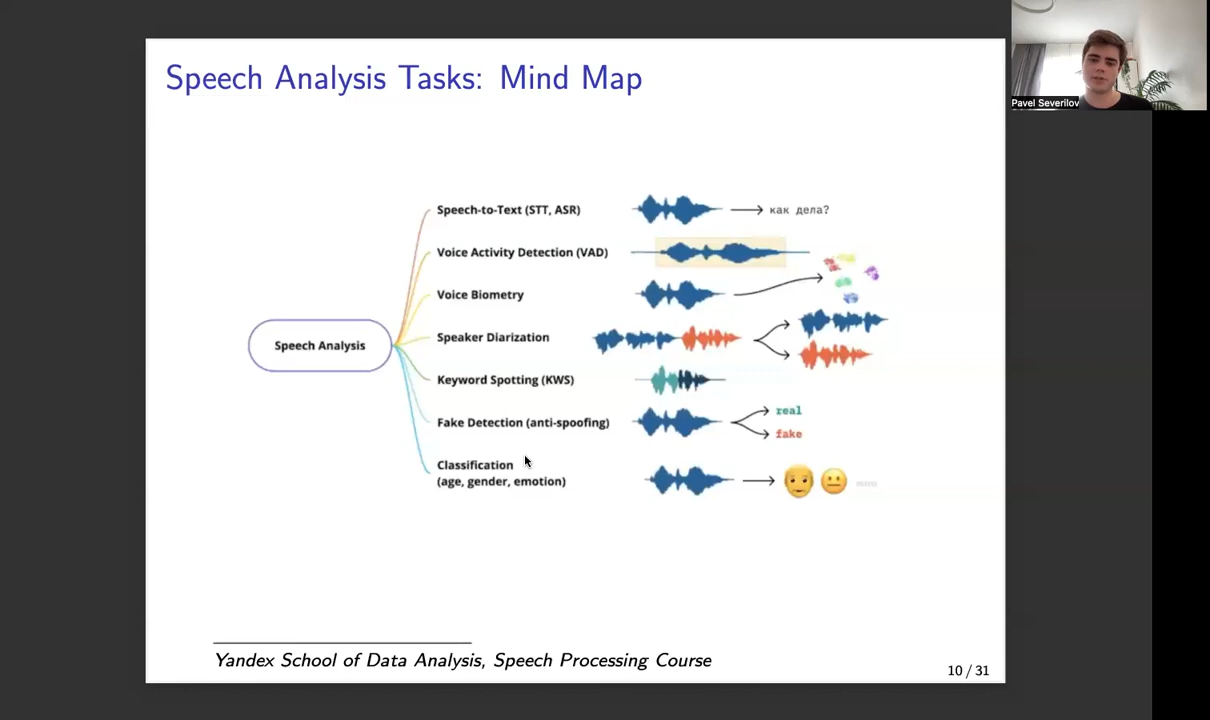 Speech Analysis Tasks: Mind Map
Pavel Severilov
Speech-to-Text (STT, ASR)
как дела?
Voice Activity Detection (VAD)
Voice Biometry
Speaker Diarization
Speech Analysis
Keyword Spotting (KWS)
Fake Detection (anti-spoofing)
real
fake
Classification
(age, gender, emotion)
Yandex School of Data Analysis, Speech Processing Course
10 / 31